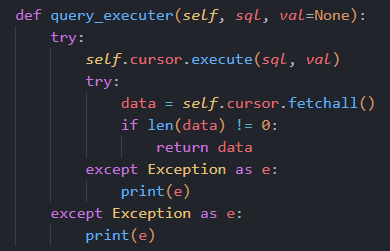 def query_executer(self, sql, val=None):
    try:
        self.cursor.execute(sql, val)
        try:
            data = self.cursor.fetchall()
            if len(data) != 0:
                return data
        except Exception as e:
            print(e)
    except Exception as e:
        print(e)